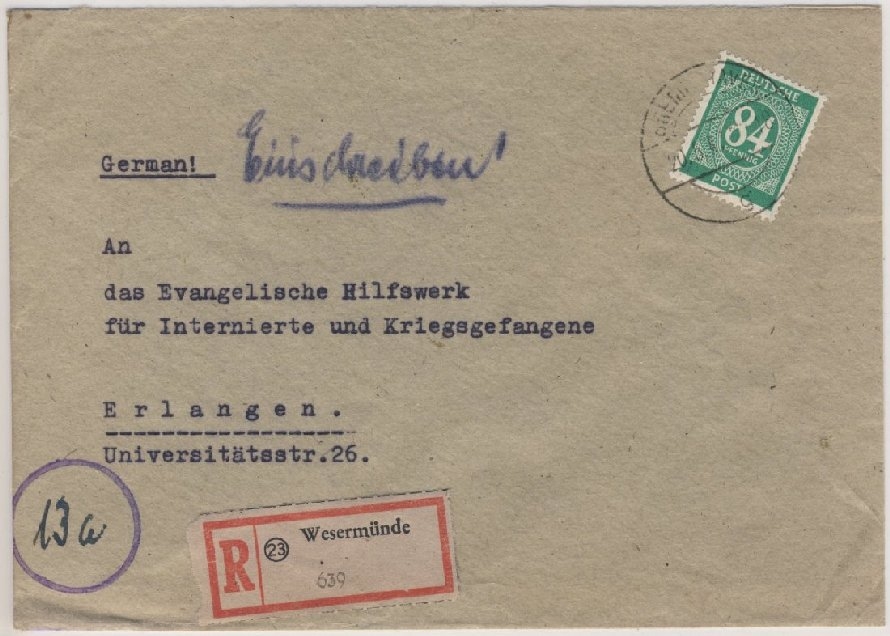 DEUTSCHE
84
PFENNIG
POST
German! Einschreiben!
An
das Evangelische Hilfswerk
für Internierte und Kriegsgefangene
Erlangen.
Universitätsstr.26.
13a
R 23 Wesermünde
639